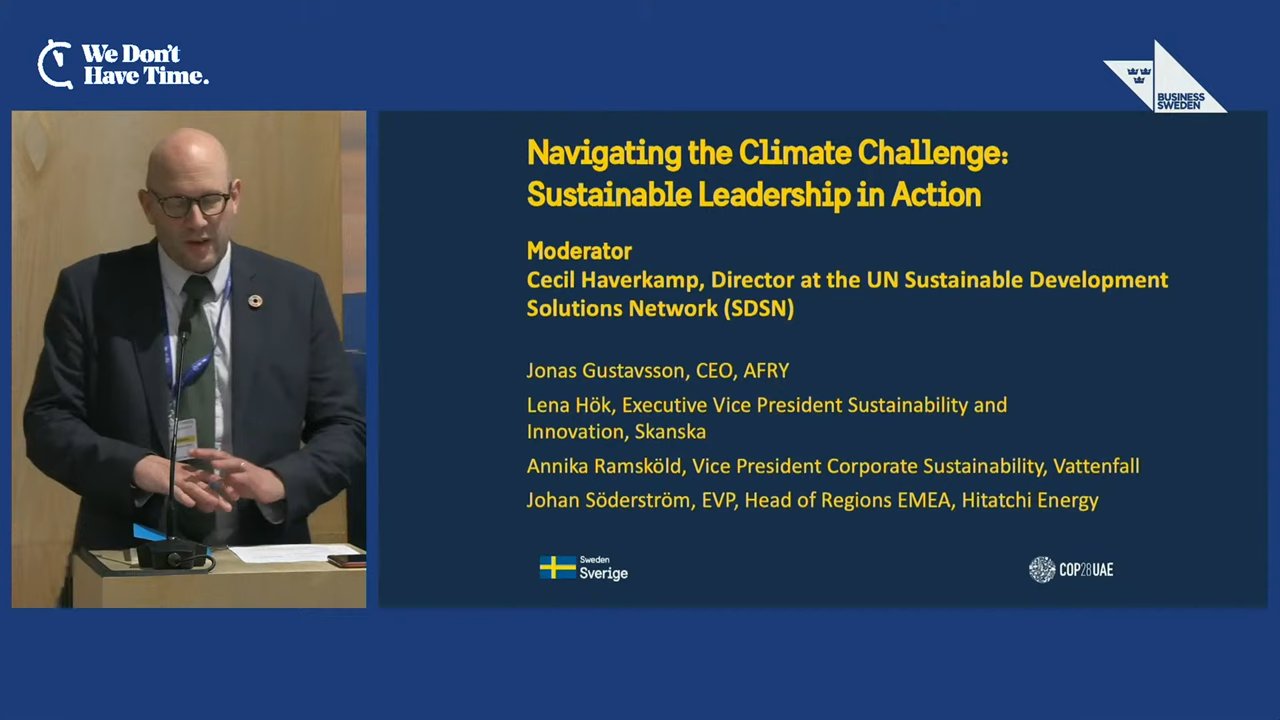 We Don't
Have Time.
BUSINESS
SWEDEN
Navigating the Climate Challenge:
Sustainable Leadership in Action
Moderator
Cecil Haverkamp, Director at the UN Sustainable Development
Solutions Network (SDSN)
Jonas Gustavsson, CEO, AFRY
Lena Hök, Executive Vice President Sustainability and
Innovation, Skanska
Annika Ramsköld, Vice President Corporate Sustainability, Vattenfall
Johan Söderström, EVP, Head of Regions EMEA, Hitatchi Energy
Sweden
Sverige
COP28UAE